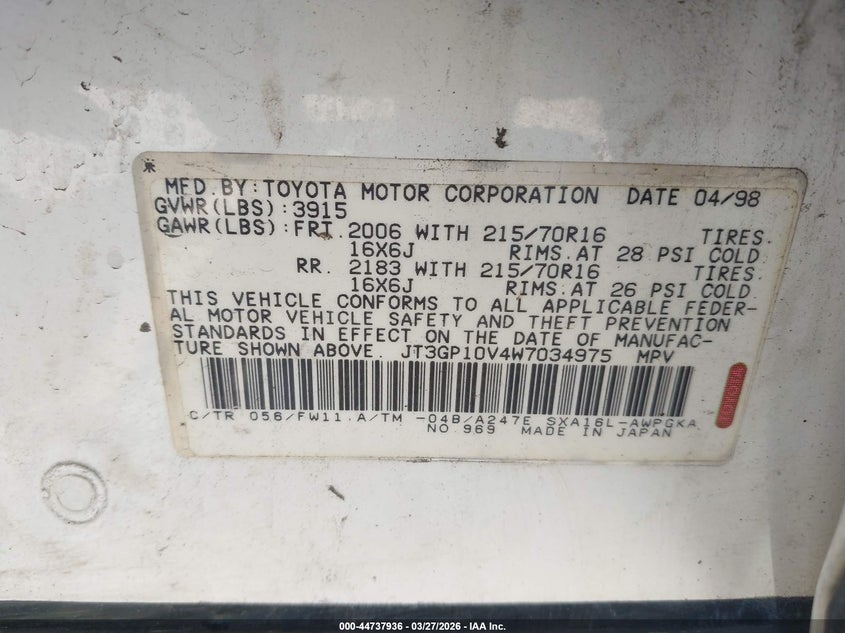 MFD.BY:TOYOTA MOTOR CORPORATION DATE 04/98
GVWR(LBS):3915
GAWR(LBS):FRT.2006 WITH 215/70R16 TIRES.
16X6J RIMS.AT 28 PSI COLD.
RR. 2183 WITH 215/70R16 TIRES.
16X6J RIMS.AT 26 PSI COLD.
THIS VEHICLE CONFORMS TO ALL APPLICABLE FEDER-
AL MOTOR VEHICLE SAFETY AND THEFT PREVENTION
STANDARDS IN EFFECT ON THE DATE OF MANUFAC-
TURE SHOWN ABOVE. JT3GP10V4W7034975 MPV
TOYOTA
C/TR 056/FW11 A/TM -04B/A247E SXA16L-AWPGKA
NO.969 MADE IN JAPAN
000-44737936 | 03/27/2026 - IAA Inc.